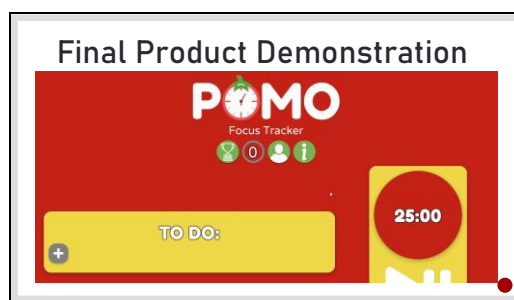 Final Product Demonstration
POMO
Focus Tracker
0 i
TO DO:
+
25:00